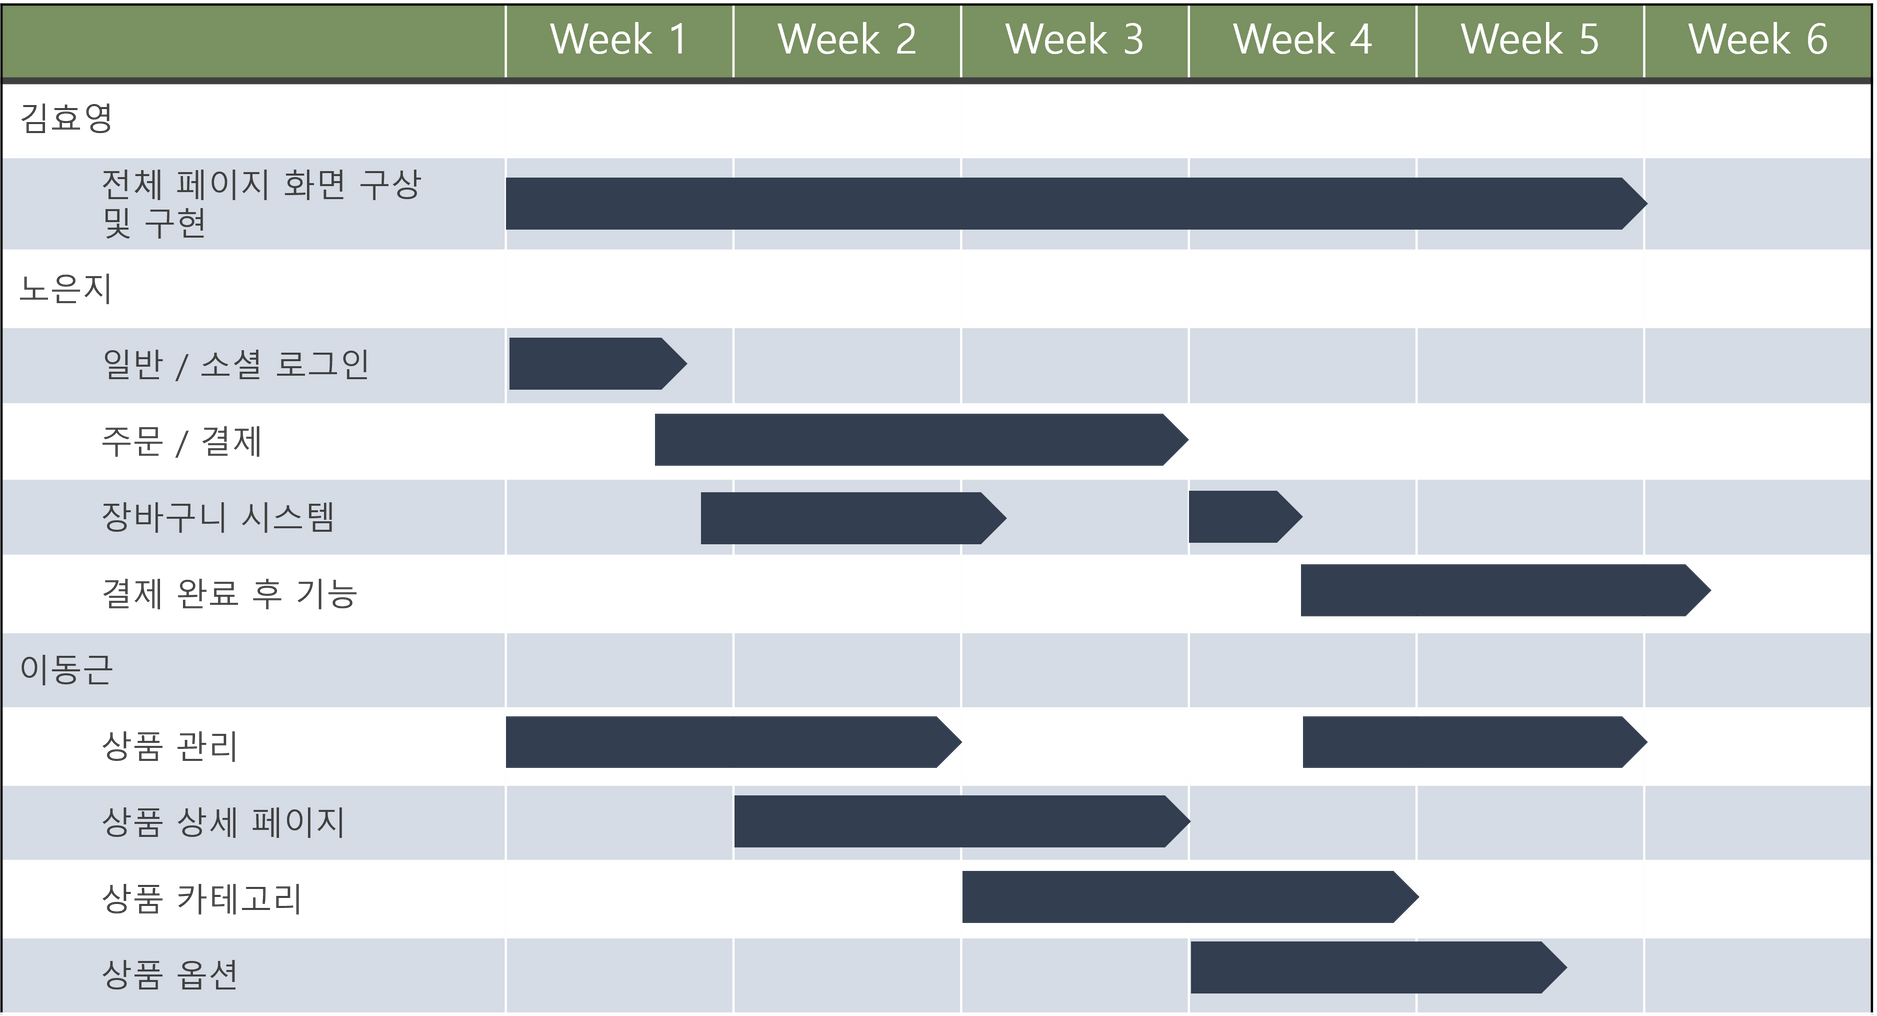 Week 1 Week 2 Week 3 Week 4 Week 5 Week 6
김효영
전체 페이지 화면 구상
및 구현
노은지
일반 / 소셜 로그인
주문 / 결제
장바구니 시스템
결제 완료 후 기능
이동근
상품 관리
상품 상세 페이지
상품 카테고리
상품 옵션